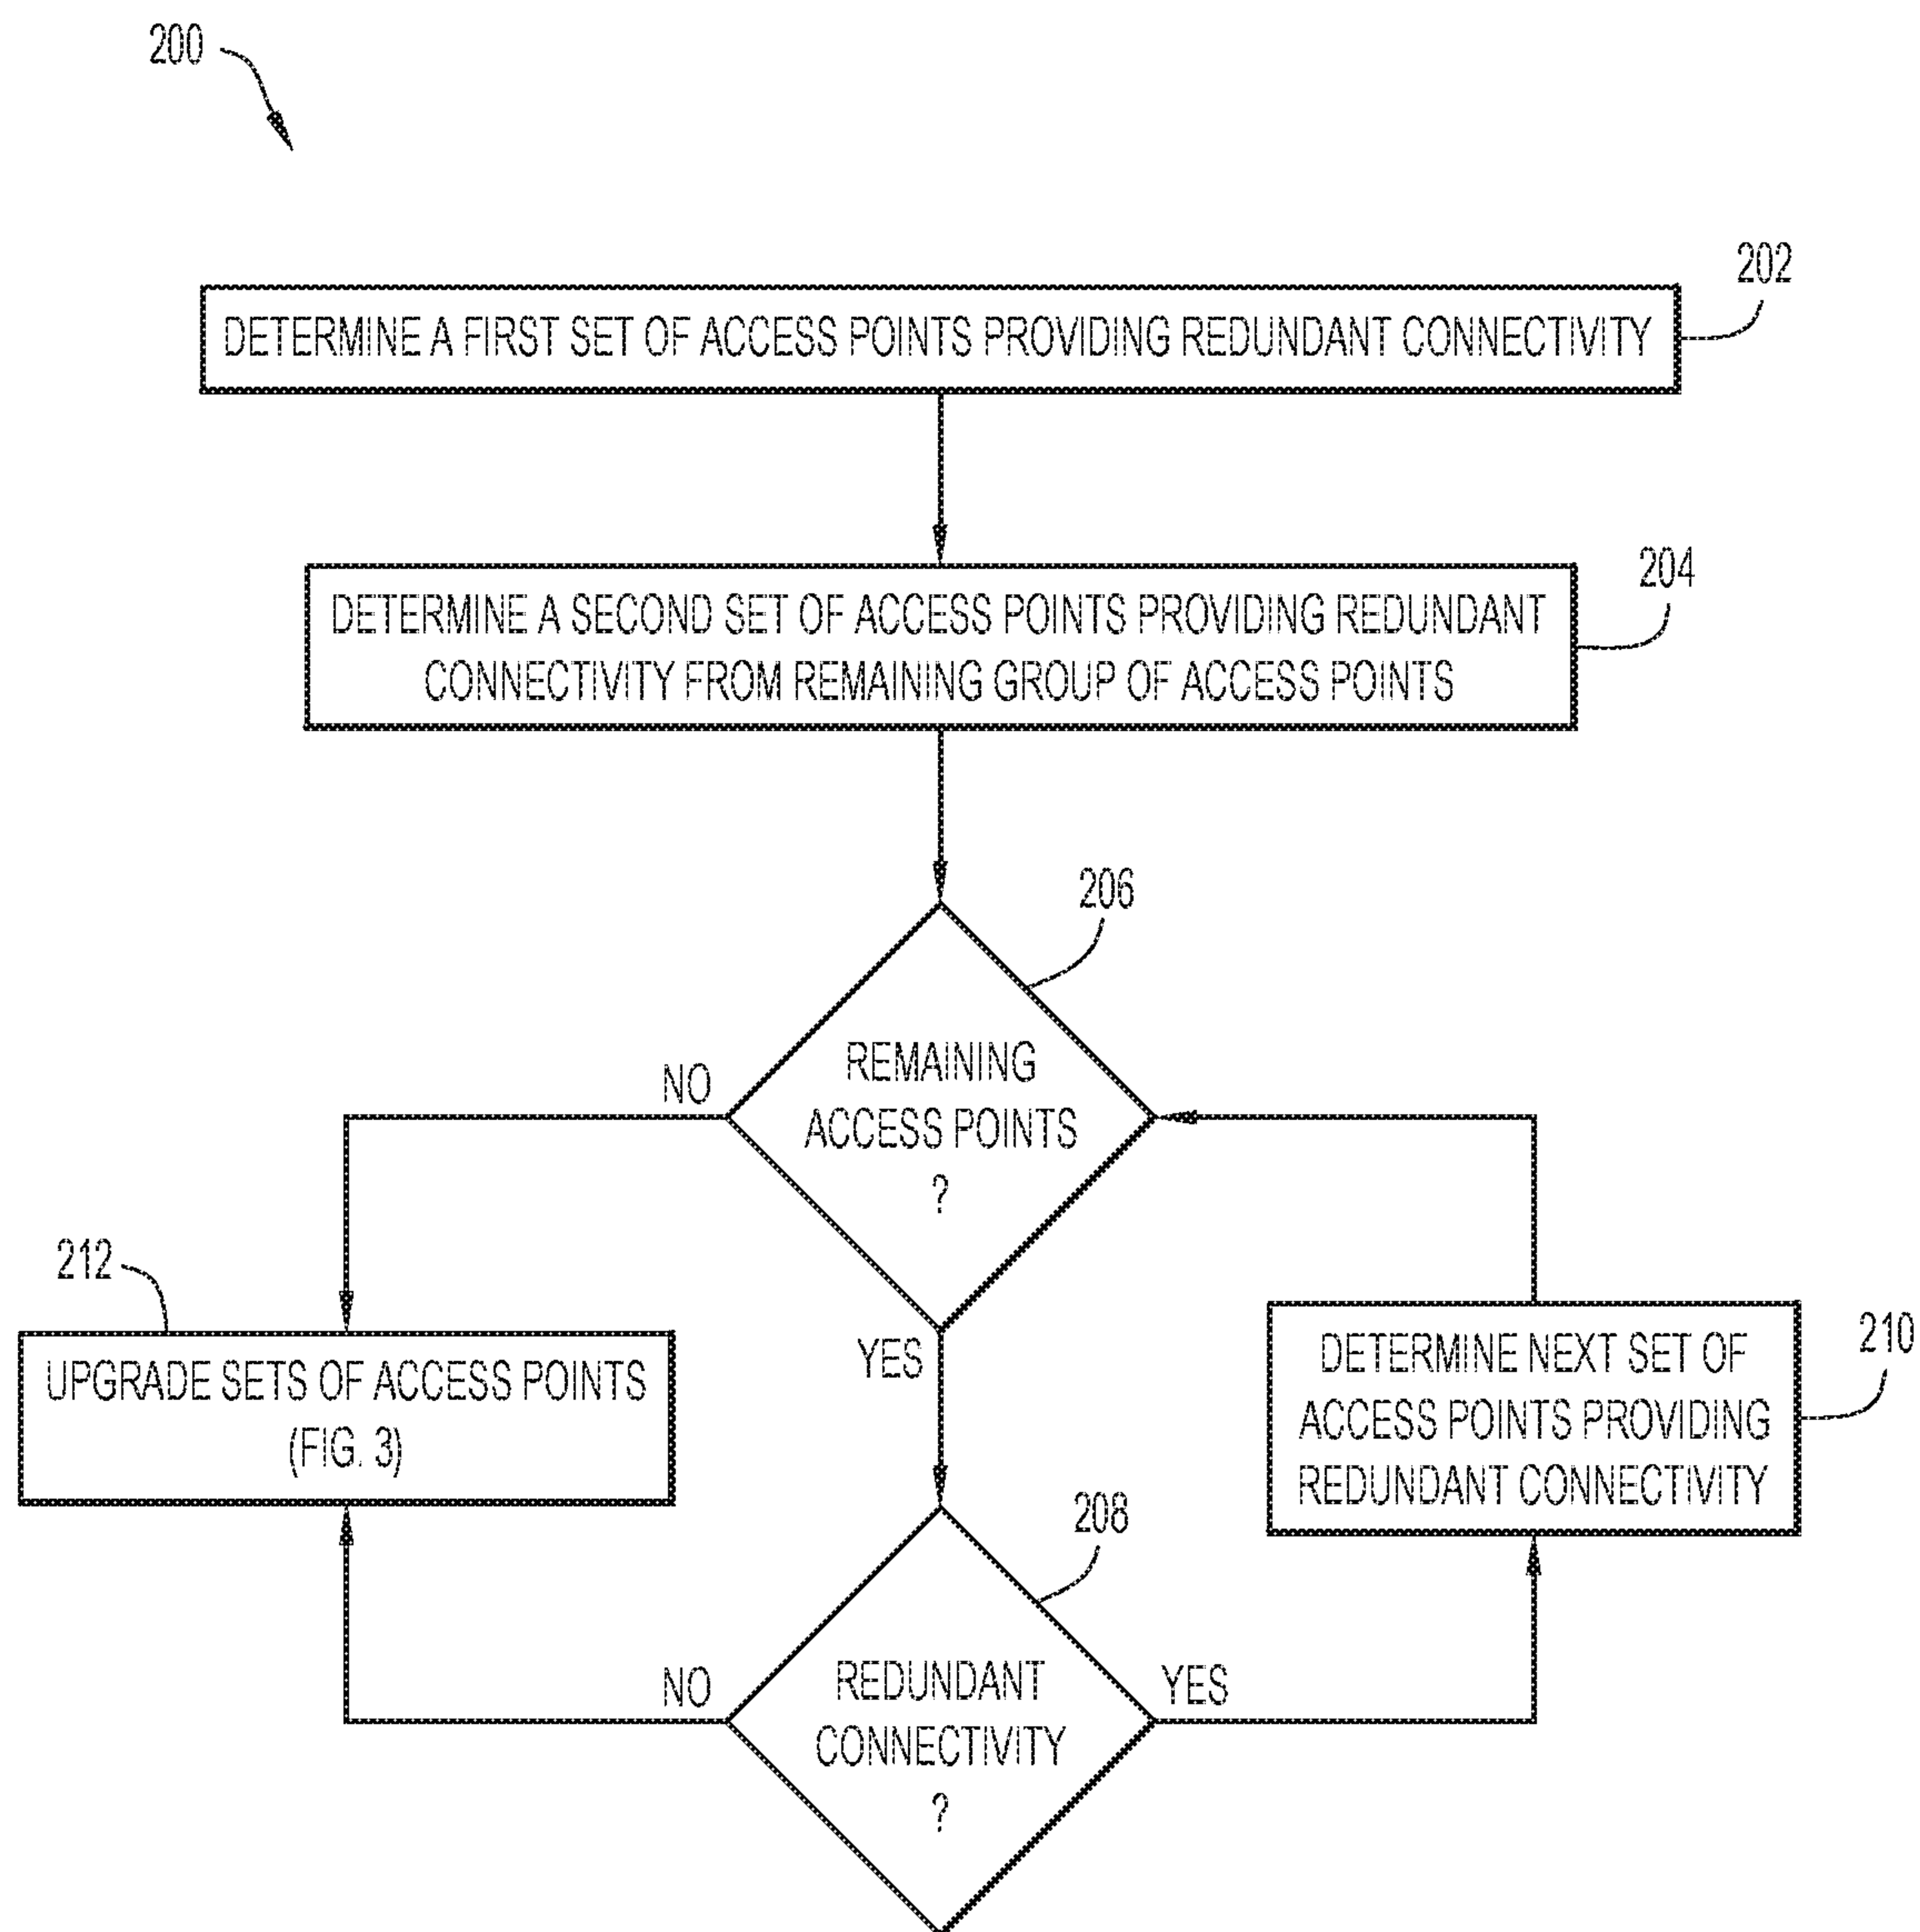 200
202
DETERMINE A FIRST SET OF ACCESS POINTS PROVIDING REDUNDANT CONNECTIVITY
204
DETERMINE A SECOND SET OF ACCESS POINTS PROVIDING REDUNDANT
CONNECTIVITY FROM REMAINING GROUP OF ACCESS POINTS
206
REMAINING
ACCESS POINTS
?
NO
YES
212
UPGRADE SETS OF ACCESS POINTS
(FIG. 3)
210
DETERMINE NEXT SET OF
ACCESS POINTS PROVIDING
REDUNDANT CONNECTIVITY
208
REDUNDANT
CONNECTIVITY
?
NO
YES